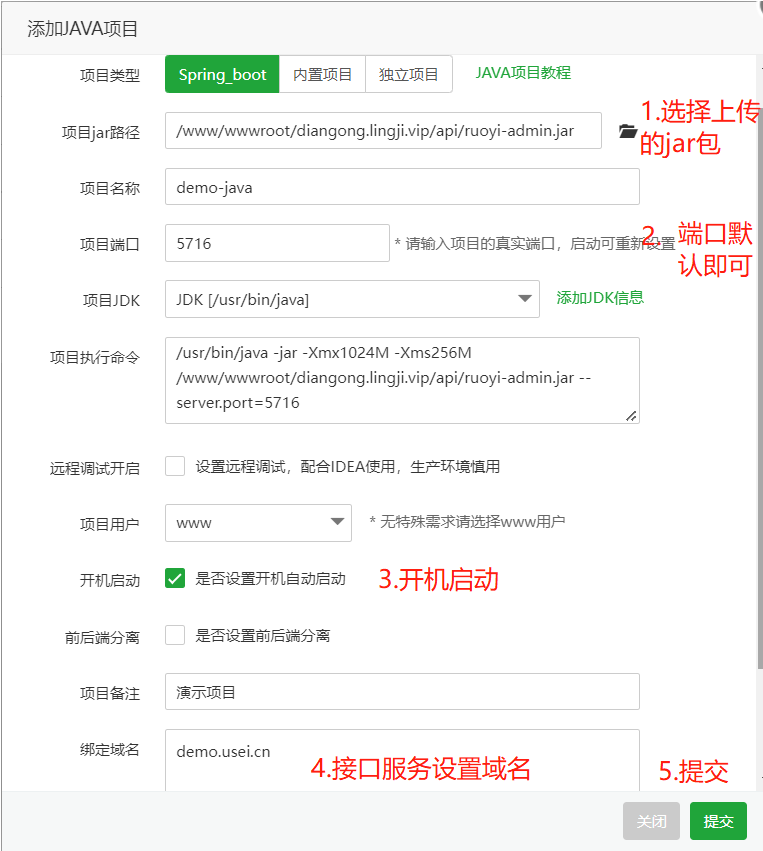 添加JAVA项目
项目类型 Spring_boot 内置项目 独立项目 JAVA项目教程
项目jar路径 /www/wwwroot/diangong.lingji.vip/api/ruoyi-admin.jar
1.选择上传
的jar包
项目名称 demo-java
项目端口 5716 * 请输入项目的真实端口，启动可重新设置
2. 端口默
认即可
项目JDK JDK [/usr/bin/java] 添加JDK信息
项目执行命令 /usr/bin/java -jar -Xmx1024M -Xms256M
/www/wwwroot/diangong.lingji.vip/api/ruoyi-admin.jar --
server.port=5716
远程调试开启 设置远程调试，配合IDEA使用，生产环境慎用
项目用户 www * 无特殊需求请选择www用户
开机启动 是否设置开机自动启动 3.开机启动
前后端分离 是否设置前后端分离
项目备注 演示项目
绑定域名 demo.usei.cn
4.接口服务设置域名 5.提交
关闭 提交